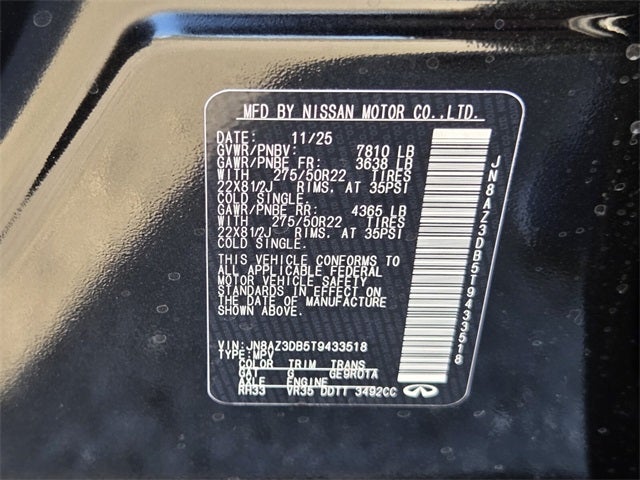 MFD BY NISSAN MOTOR CO.,LTD.
DATE: 11/25
GVWR/PNBV: 7810 LB
GAWR/PNBE FR: 3638 LB
WITH 275/50R22 TIRES
22X81/2J RIMS. AT 35PSI
COLD SINGLE.
GAWR/PNBE RR: 4365 LB
WITH 275/50R22 TIRES
22X81/2J RIMS. AT 35PSI
COLD SINGLE.
THIS VEHICLE CONFORMS TO
ALL APPLICABLE FEDERAL
MOTOR VEHICLE SAFETY
STANDARDS IN EFFECT ON
THE DATE OF MANUFACTURE
SHOWN ABOVE.
VIN:JN8AZ3DB5T9433518
TYPE:MPV
COLOR TRIM TRANS
GAT G GE9R01A
AXLE ENGINE
RH33 VR35 DDTT 3492CC
JN8AZ3DB5T9433518